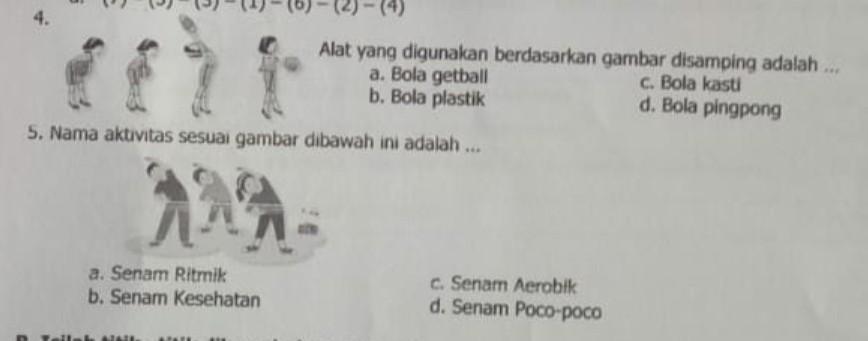 (3) - (1) - (6) - (2) - (4)
4.
Alat yang digunakan berdasarkan gambar disamping adalah ...
a. Bola getball
b. Bola plastik
c. Bola kasti
d. Bola pingpong
5. Nama aktivitas sesuai gambar dibawah ini adalah ...
a. Senam Ritmik
b. Senam Kesehatan
c. Senam Aerobik
d. Senam Poco-poco